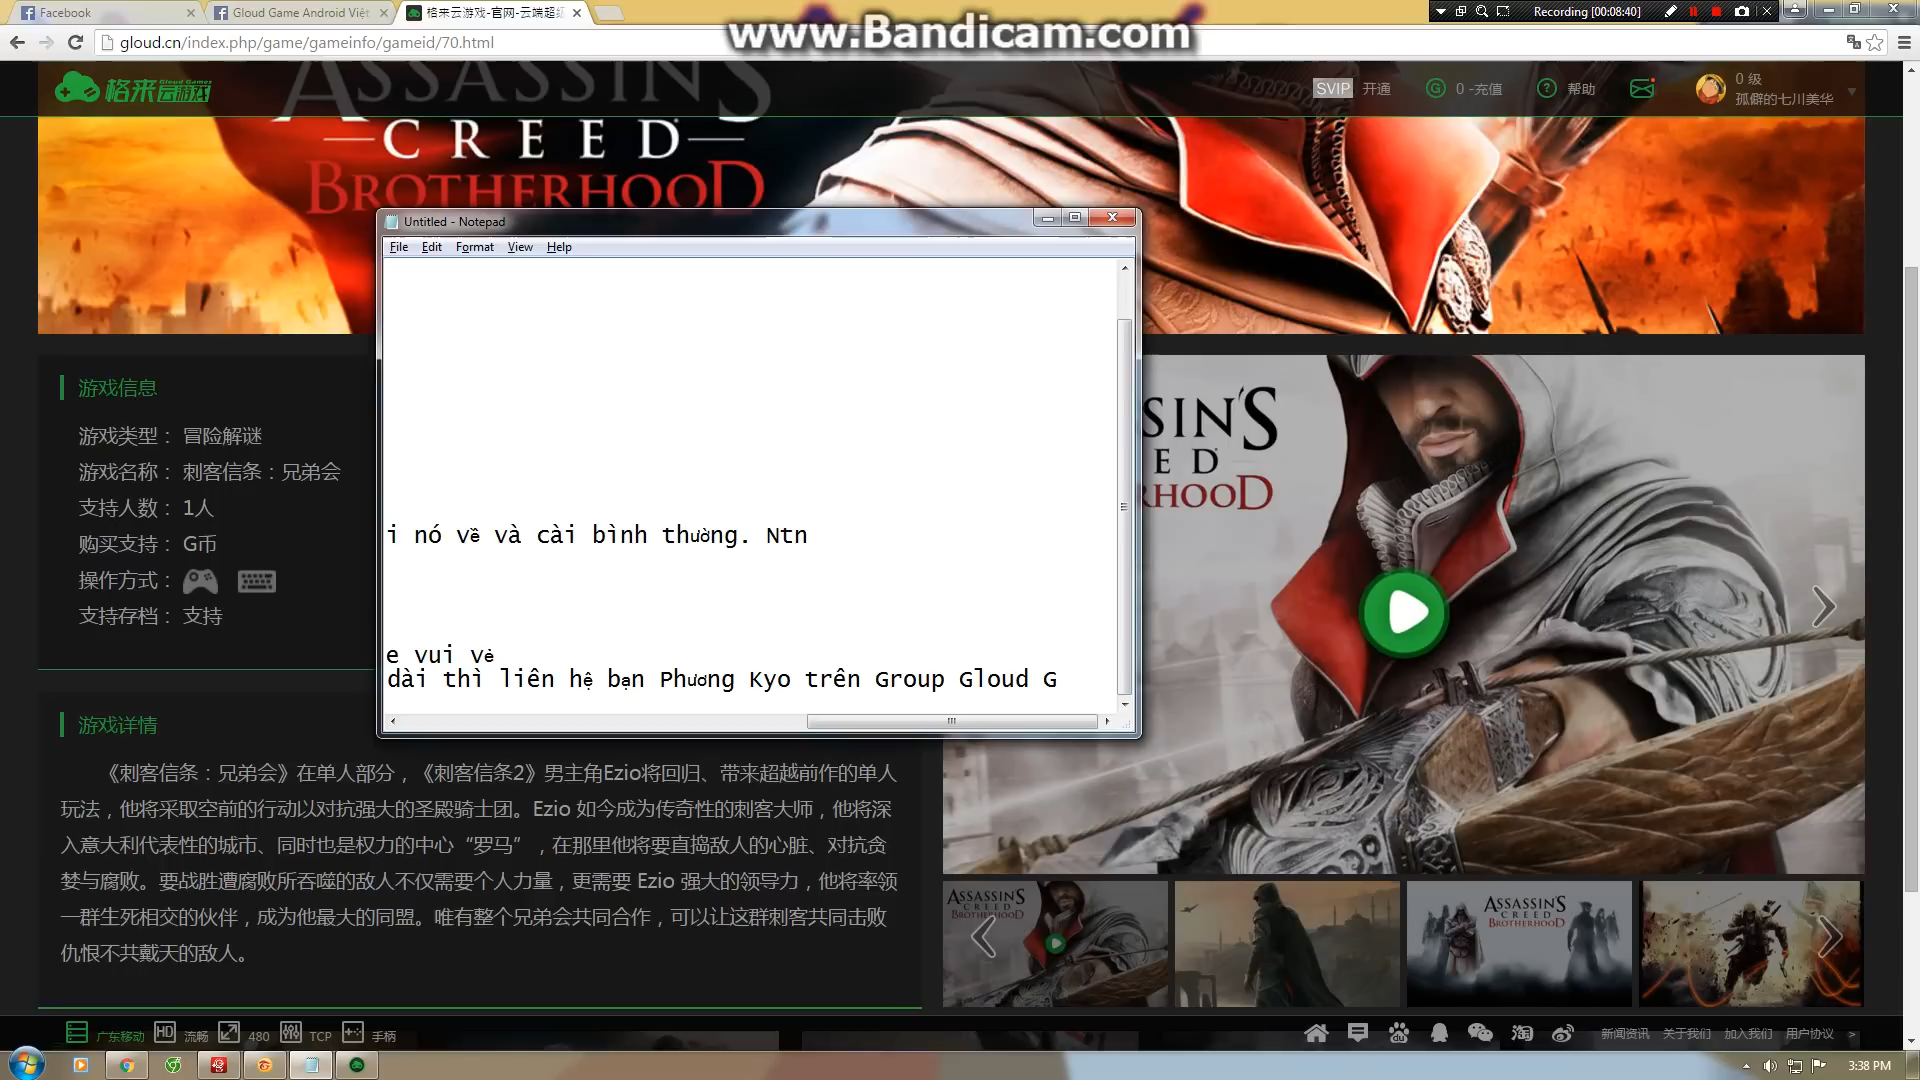 Facebook
Gloud Game Android Việt
格来云游戏-官网-云端超级
www.Bandicam.com
Recording [00:08:40]
gloud.cn/index.php/game/gameinfo/gameid/70.html
格来云游戏
Gloud Games
ASSASSIN'S
CREED
BROTHERHOOD
SVIP 开通
0 -充值
帮助
0 级
孤僻的七川美华
Untitled - Notepad
File Edit Format View Help
i nó về và cài bình thường. Ntn
e vui vẻ
dài thì liên hệ bạn Phương Kyo trên Group Gloud G
游戏信息
游戏类型： 冒险解谜
游戏名称： 刺客信条：兄弟会
支持人数： 1人
购买支持： G币
操作方式：
支持存档： 支持
SSIN'S
ED
RHOOD
游戏详情
《刺客信条：兄弟会》在单人部分，《刺客信条2》男主角Ezio将回归、带来超越前作的单人
玩法，他将采取空前的行动以对抗强大的圣殿骑士团。Ezio 如今成为传奇性的刺客大师，他将深
入意大利代表性的城市、同时也是权力的中心“罗马”，在那里他将要直捣敌人的心脏、对抗贪
婪与腐败。要战胜遭腐败所吞噬的敌人不仅需要个人力量，更需要 Ezio 强大的领导力，他将率领
一群生死相交的伙伴，成为他最大的同盟。唯有整个兄弟会共同合作，可以让这群刺客共同击败
仇恨不共戴天的敌人。
ASSASSIN'S
CREED
BROTHERHOOD
ASSASSIN'S
CREED
BROTHERHOOD
广东移动 HD 流畅 480 TCP 手柄
新闻资讯 关于我们 加入我们 用户协议 >
3:38 PM